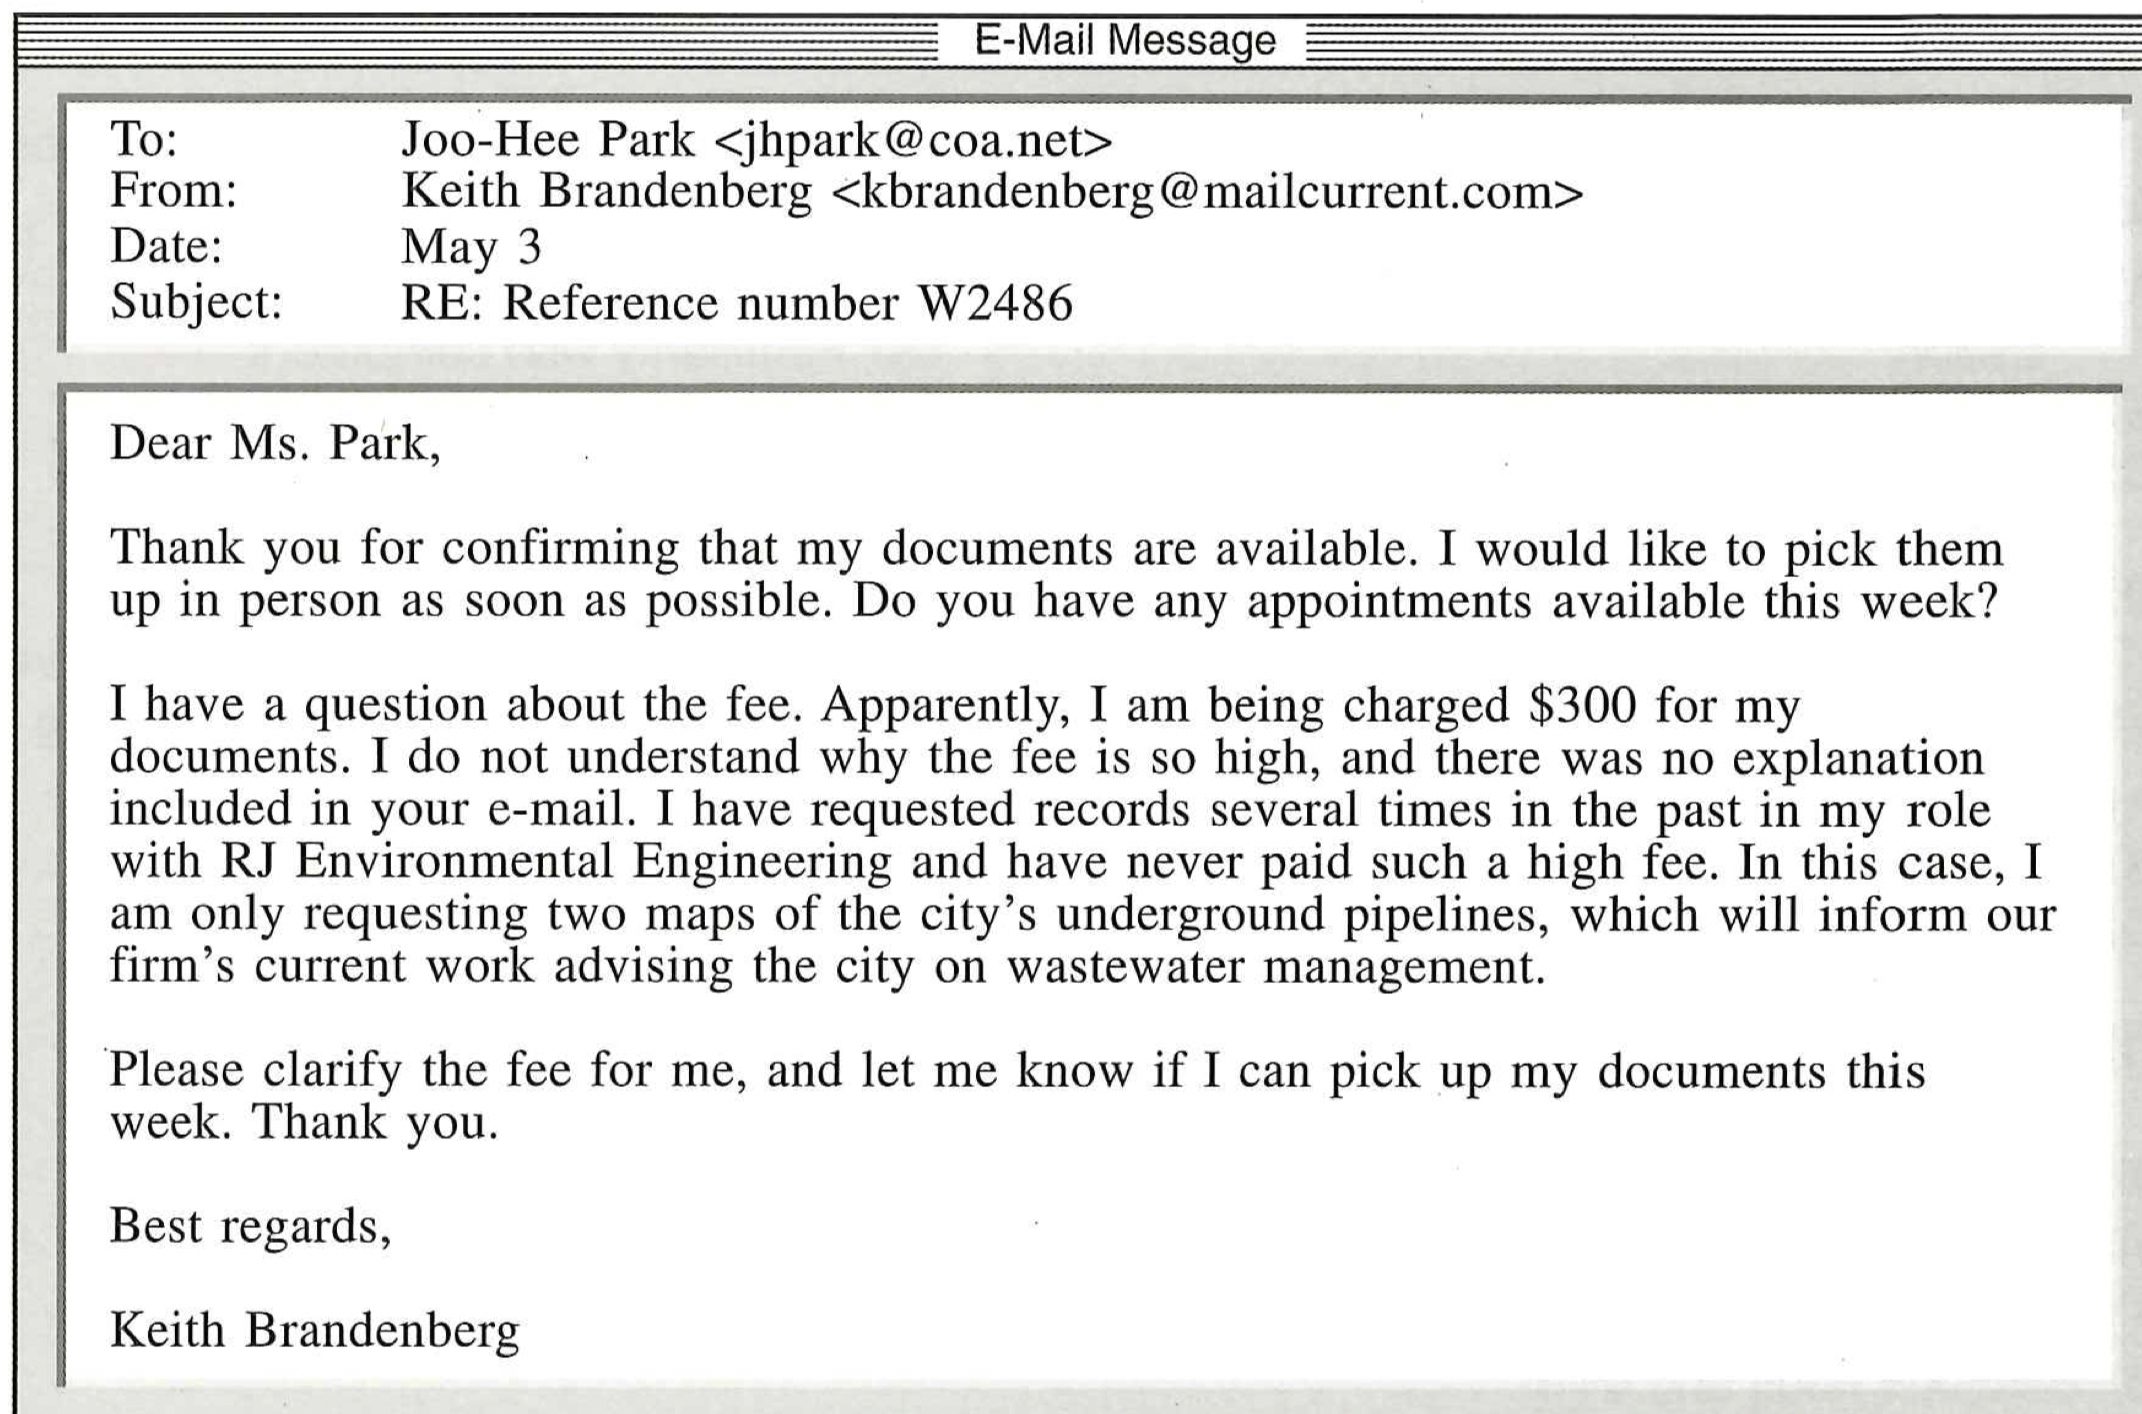 E-Mail Message
To: Joo-Hee Park <jhpark@coa.net>
From: Keith Brandenberg <kbrandenberg@mailcurrent.com>
Date: May 3
Subject: RE: Reference number W2486
Dear Ms. Park,
Thank you for confirming that my documents are available. I would like to pick them
up in person as soon as possible. Do you have any appointments available this week?
I have a question about the fee. Apparently, I am being charged $300 for my
documents. I do not understand why the fee is so high, and there was no explanation
included in your e-mail. I have requested records several times in the past in my role
with RJ Environmental Engineering and have never paid such a high fee. In this case, I
am only requesting two maps of the city's underground pipelines, which will inform our
firm's current work advising the city on wastewater management.
Please clarify the fee for me, and let me know if I can pick up my documents this
week. Thank you.
Best regards,
Keith Brandenberg